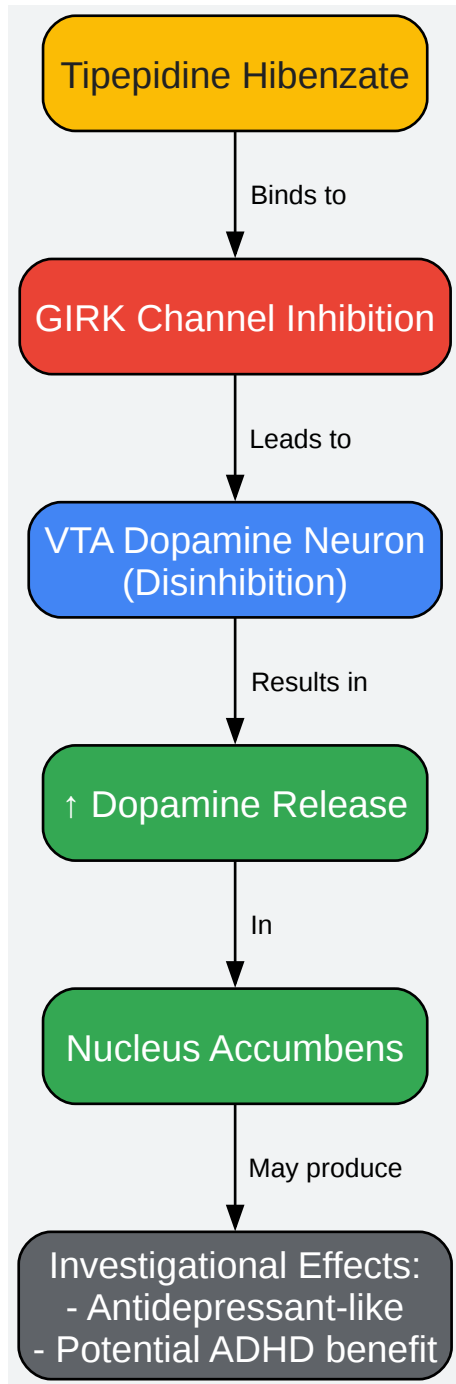 Tipepidine Hibenzate
Binds to
GIRK Channel Inhibition
Leads to
VTA Dopamine Neuron
(Disinhibition)
Results in
↑ Dopamine Release
In
Nucleus Accumbens
May produce
Investigational Effects:
- Antidepressant-like
- Potential ADHD benefit